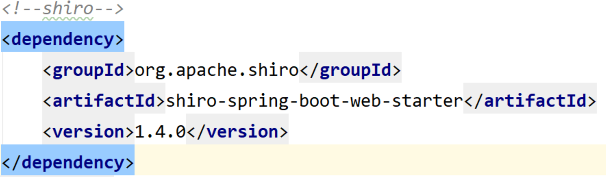 <!--shiro-->
<dependency>
<groupId>org.apache.shiro</groupId>
<artifactId>shiro-spring-boot-web-starter</artifactId>
<version>1.4.0</version>
</dependency>